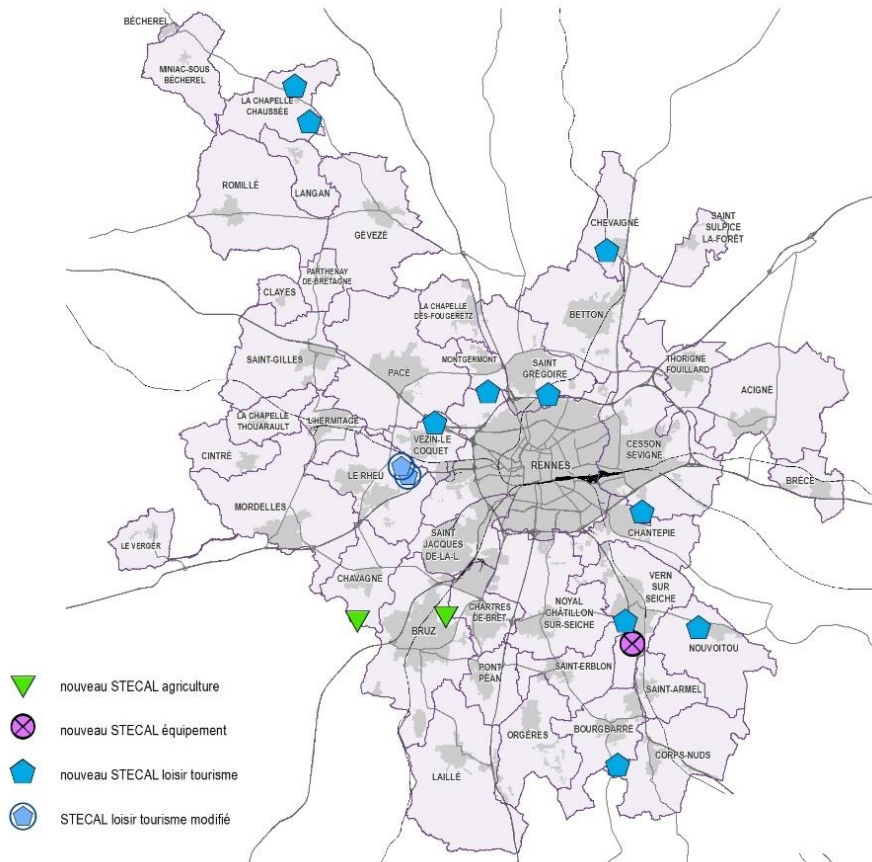 BÉCHEREL
MINIAC-SOUS
BÉCHEREL
LA CHAPELLE
CHAUSSÉE
ROMILLÉ
LANGAN
GÉVEZÉ
CHEVAIGNÉ
SAINT
SULPICE
LA-FORÊT
PARTHENAY
DE-BRETAGNE
CLAYES
LA CHAPELLE
DES-FOUGERETZ
BETTON
SAINT-GILLES
PACÉ
MONTGERMONT
SAINT
GRÉGOIRE
THORIGNÉ
FOUILLARD
ACIGNÉ
LA CHAPELLE
THOUARAULT
L'HERMITAGE
VEZIN-LE
COQUET
CESSON
SÉVIGNÉ
CINTRÉ
LE RHEU
RENNES
BRÉCÉ
MORDELLES
LE VERGER
SAINT
JACQUES
DE-LA-L.
CHANTEPIE
CHAVAGNE
VERN
SUR
SEICHE
CHARTRES
DE-BRET.
NOYAL
CHÂTILLON
SUR-SEICHE
BRUZ
NOUVOITOU
PONT-
PÉAN
SAINT-ERBLON
SAINT-ARMEL
ORGÈRES
BOURGBARRÉ
CORPS-NUDS
LAILLÉ
nouveau STECAL agriculture
nouveau STECAL équipement
nouveau STECAL loisir tourisme
STECAL loisir tourisme modifié